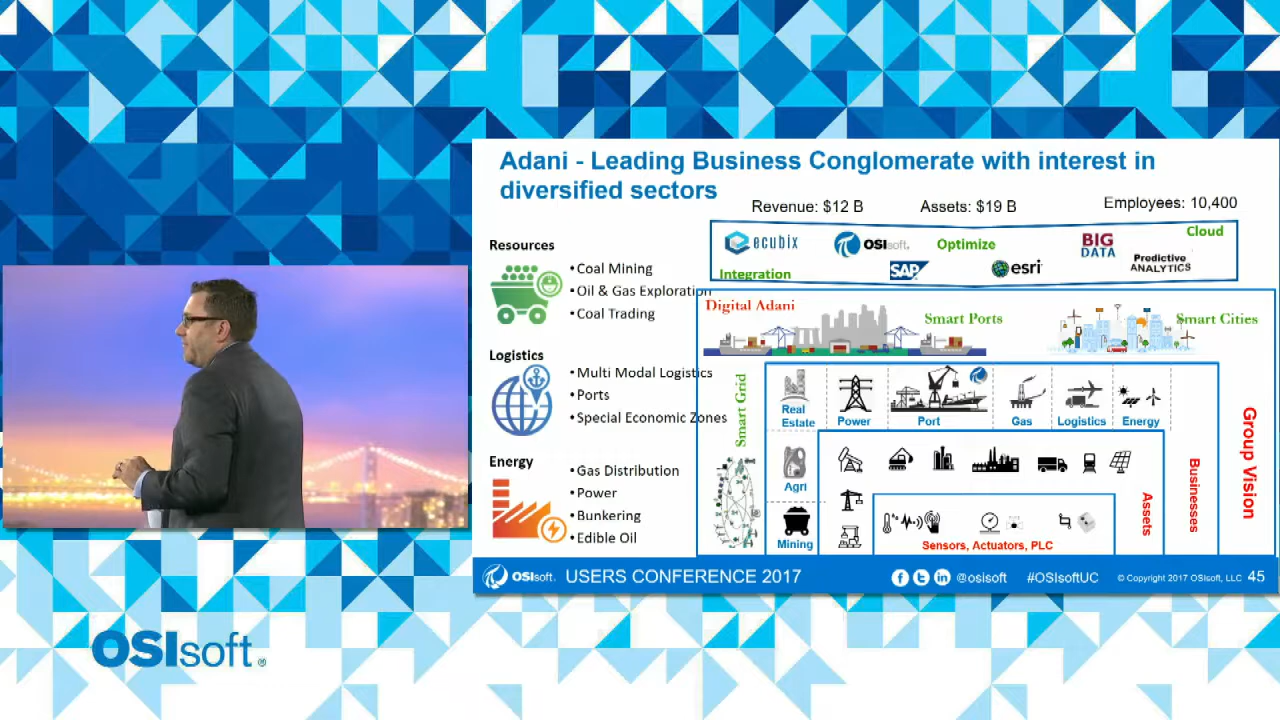 Adani - Leading Business Conglomerate with interest in
diversified sectors
Revenue: $12 B
Assets: $19 B
Employees: 10,400
Resources
•Coal Mining
•Oil & Gas Exploration
•Coal Trading
Logistics
•Multi Modal Logistics
•Ports
•Special Economic Zones
Energy
•Gas Distribution
•Power
•Bunkering
•Edible Oil
ecubix
OSIsoft.
Optimize
BIG
DATA
Cloud
Integration
SAP
esri
Predictive
ANALYTICS
Digital Adani
Smart Ports
Smart Cities
Smart Grid
Real
Estate
Power
Port
Gas
Logistics
Energy
Agri
Mining
Sensors, Actuators, PLC
Assets
Businesses
Group Vision
OSIsoft. USERS CONFERENCE 2017
@osisoft
#OSIsoftUC
© Copyright 2017 OSIsoft, LLC
45
OSIsoft®